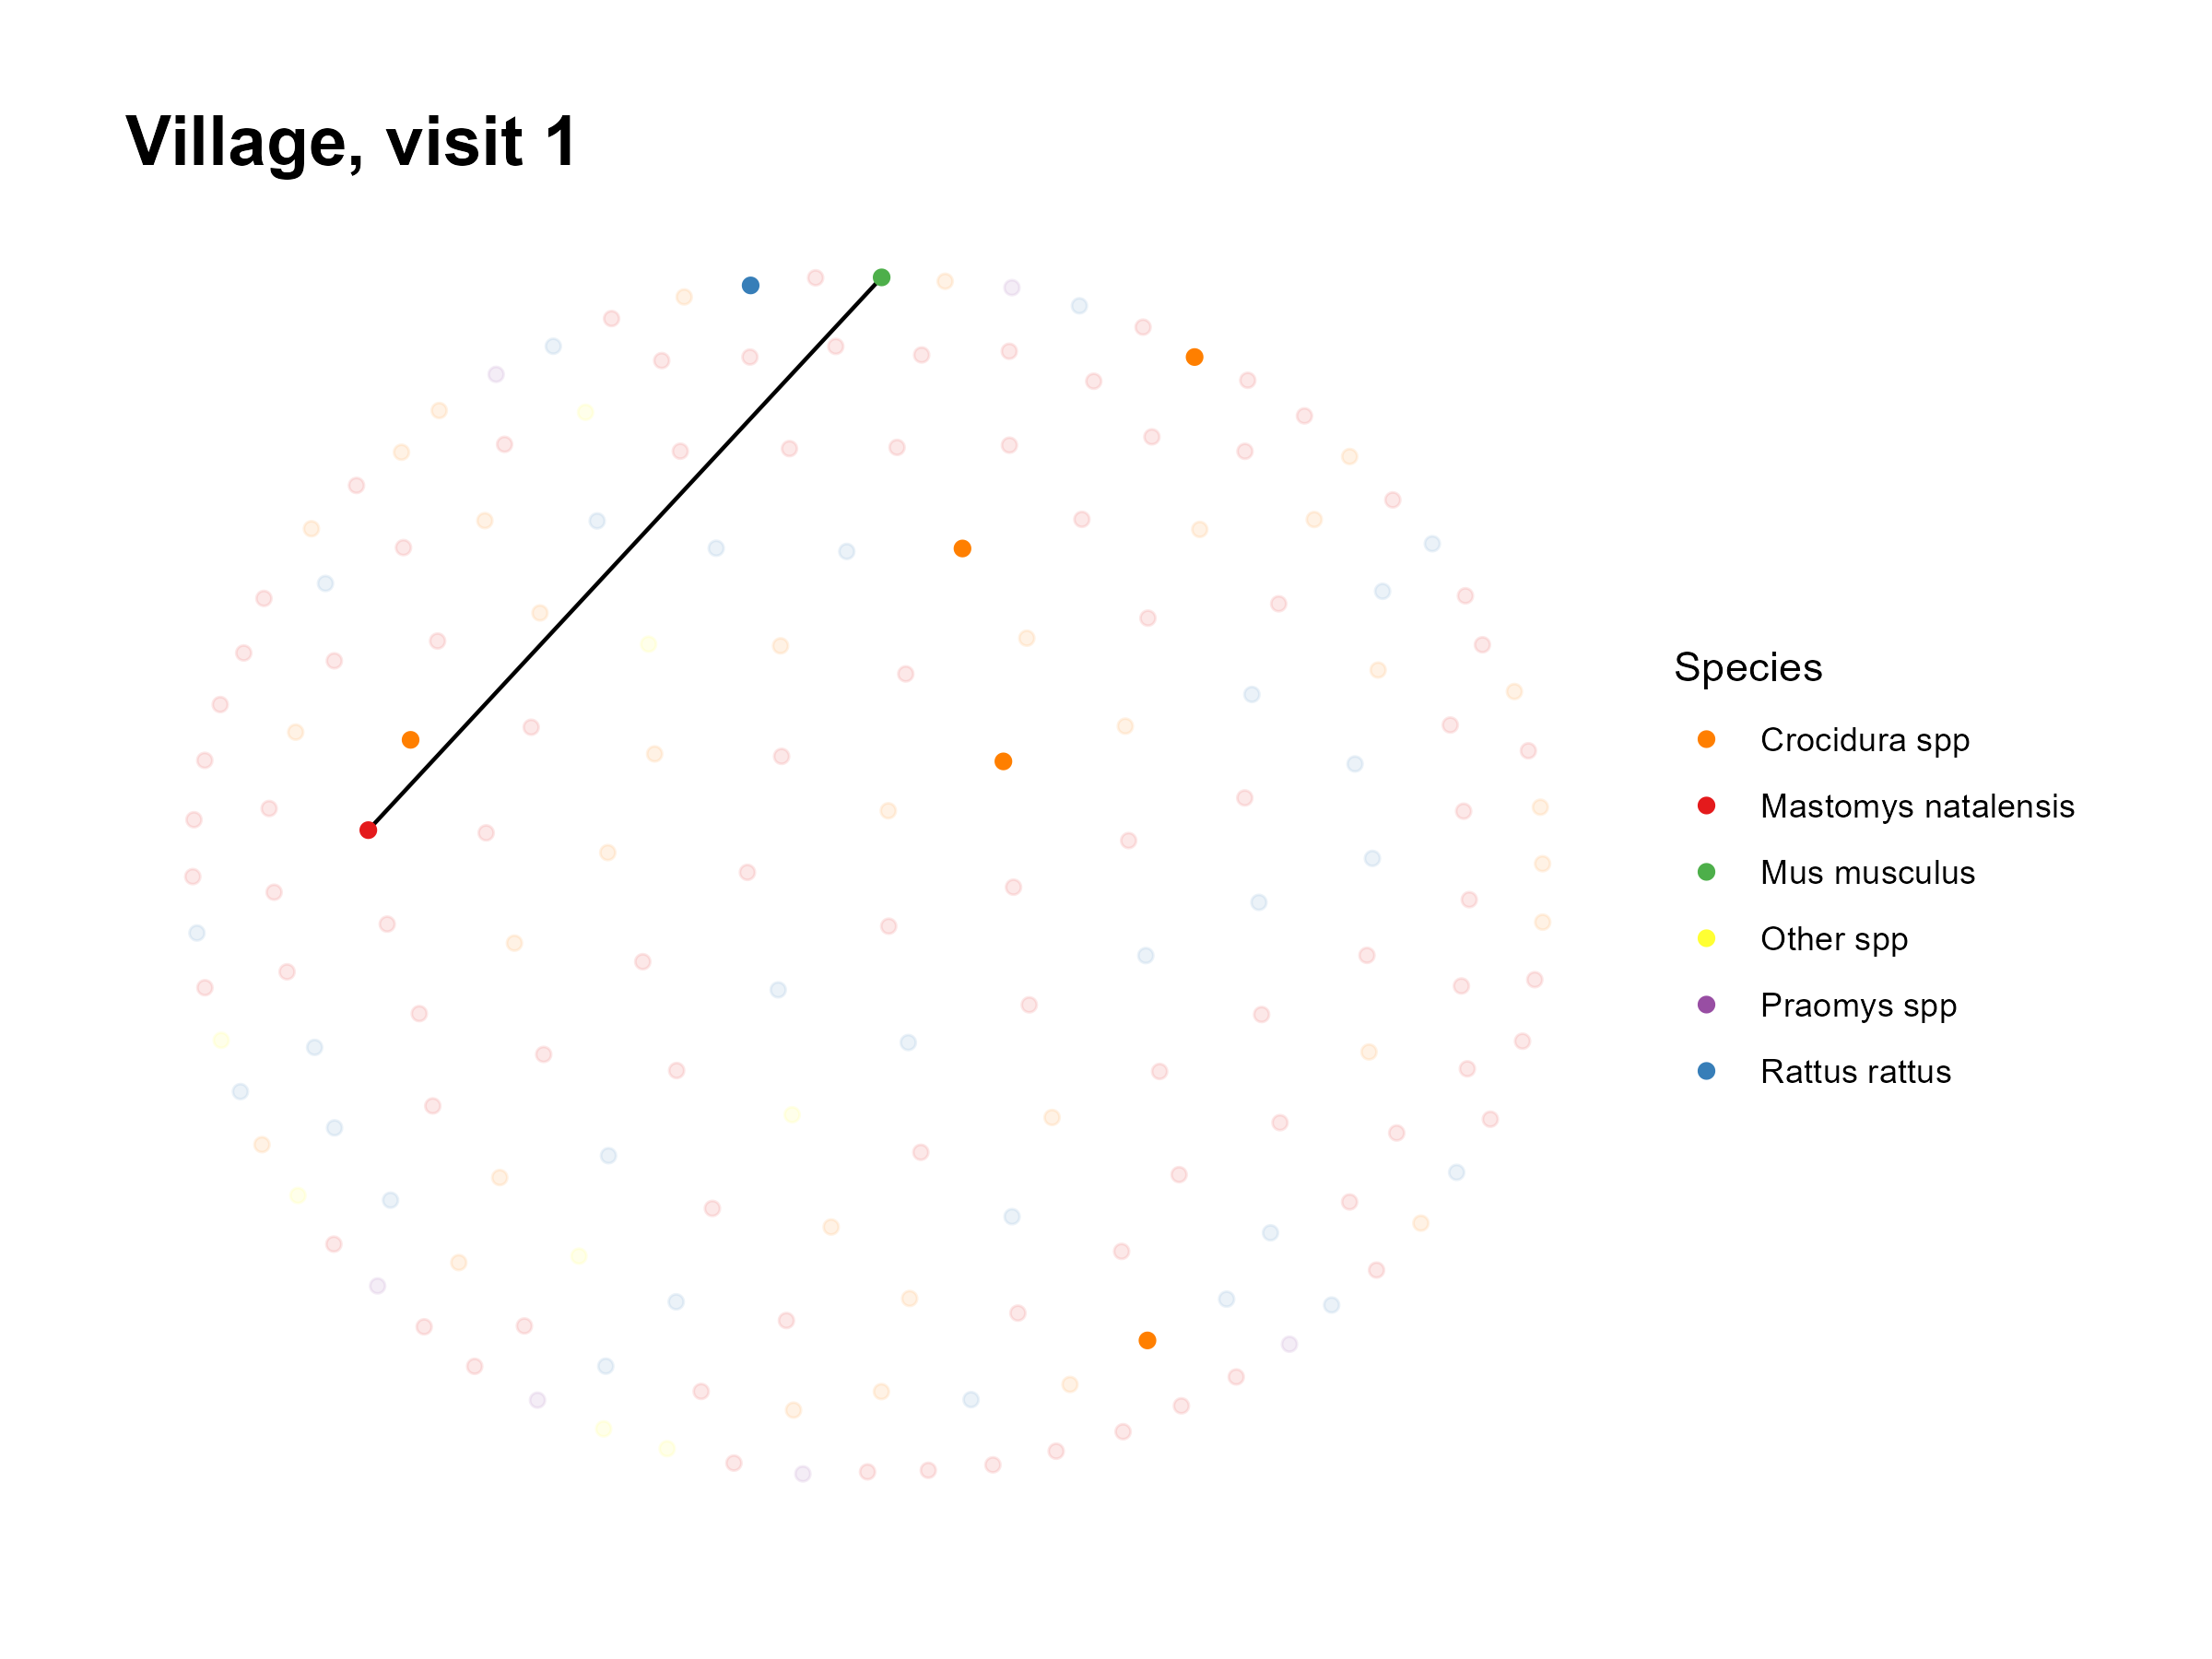 Village, visit 1
Species
Crocidura spp
Mastomys natalensis
Mus musculus
Other spp
Praomys spp
Rattus rattus